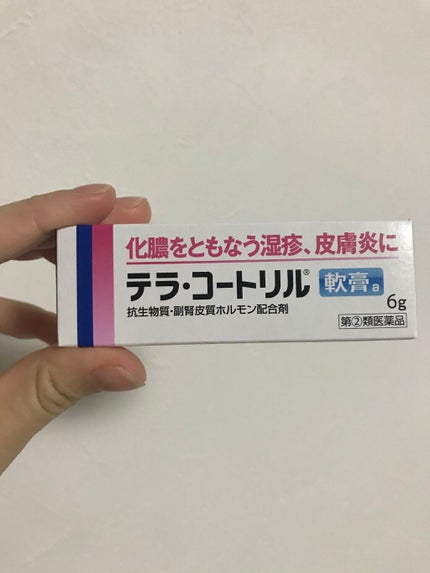 化膿をともなう湿疹、皮膚炎に
テラ・コートリル® 軟膏a
抗生物質・副腎皮質ホルモン配合剤
6g
指②類医薬品